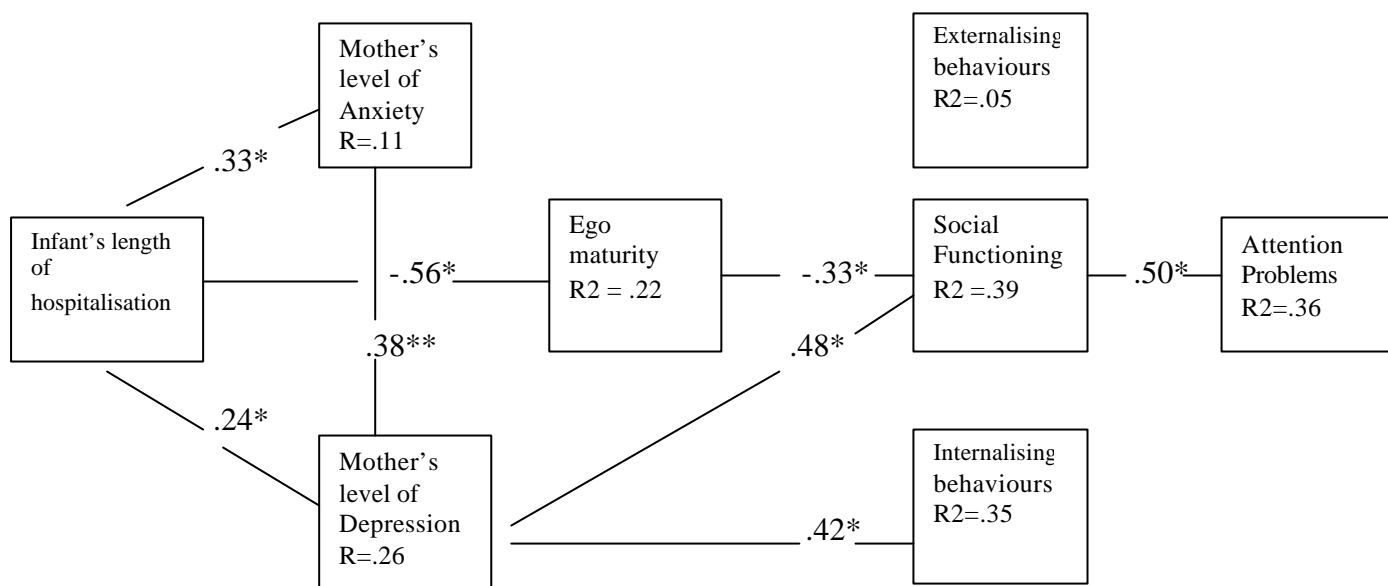 Mother's
level of
Anxiety
R=.11
Externalising
behaviours
R2=.05
.33*
Infant's length
of
hospitalisation
-.56*
Ego
maturity
R2 = .22
-.33*
Social
Functioning
R2 =.39
.50*
Attention
Problems
R2=.36
.38**
.48*
.24*
Mother's
level of
Depression
R=.26
.42*
Internalising
behaviours
R2=.35